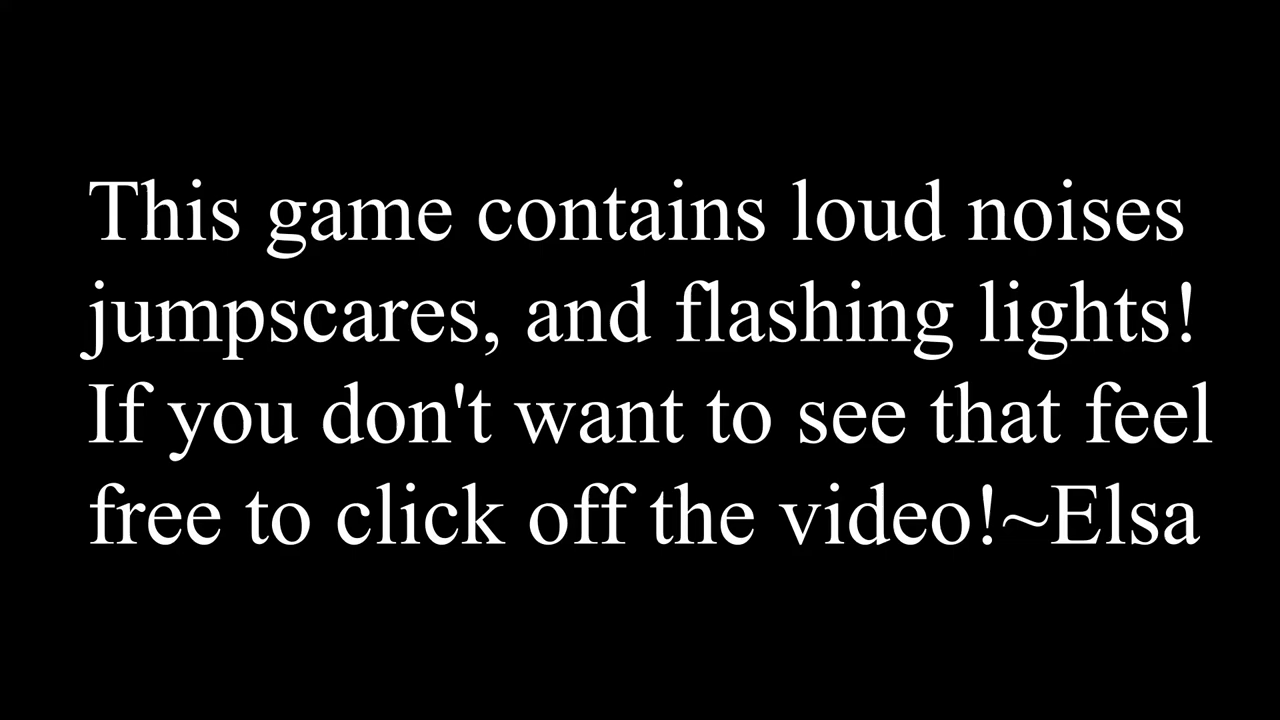 This game contains loud noises
jumpscares, and flashing lights!
If you don't want to see that feel
free to click off the video!~Elsa